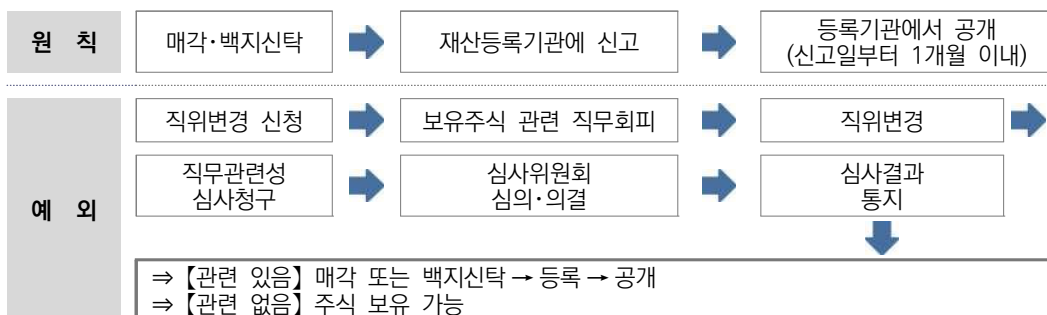 원 칙
매각·백지신탁
재산등록기관에 신고
등록기관에서 공개
(신고일부터 1개월 이내)
예 외
직위변경 신청
보유주식 관련 직무회피
직위변경
직무관련성
심사청구
심사위원회
심의·의결
심사결과
통지
⇒【관련 있음】매각 또는 백지신탁 → 등록 → 공개
⇒【관련 없음】주식 보유 가능